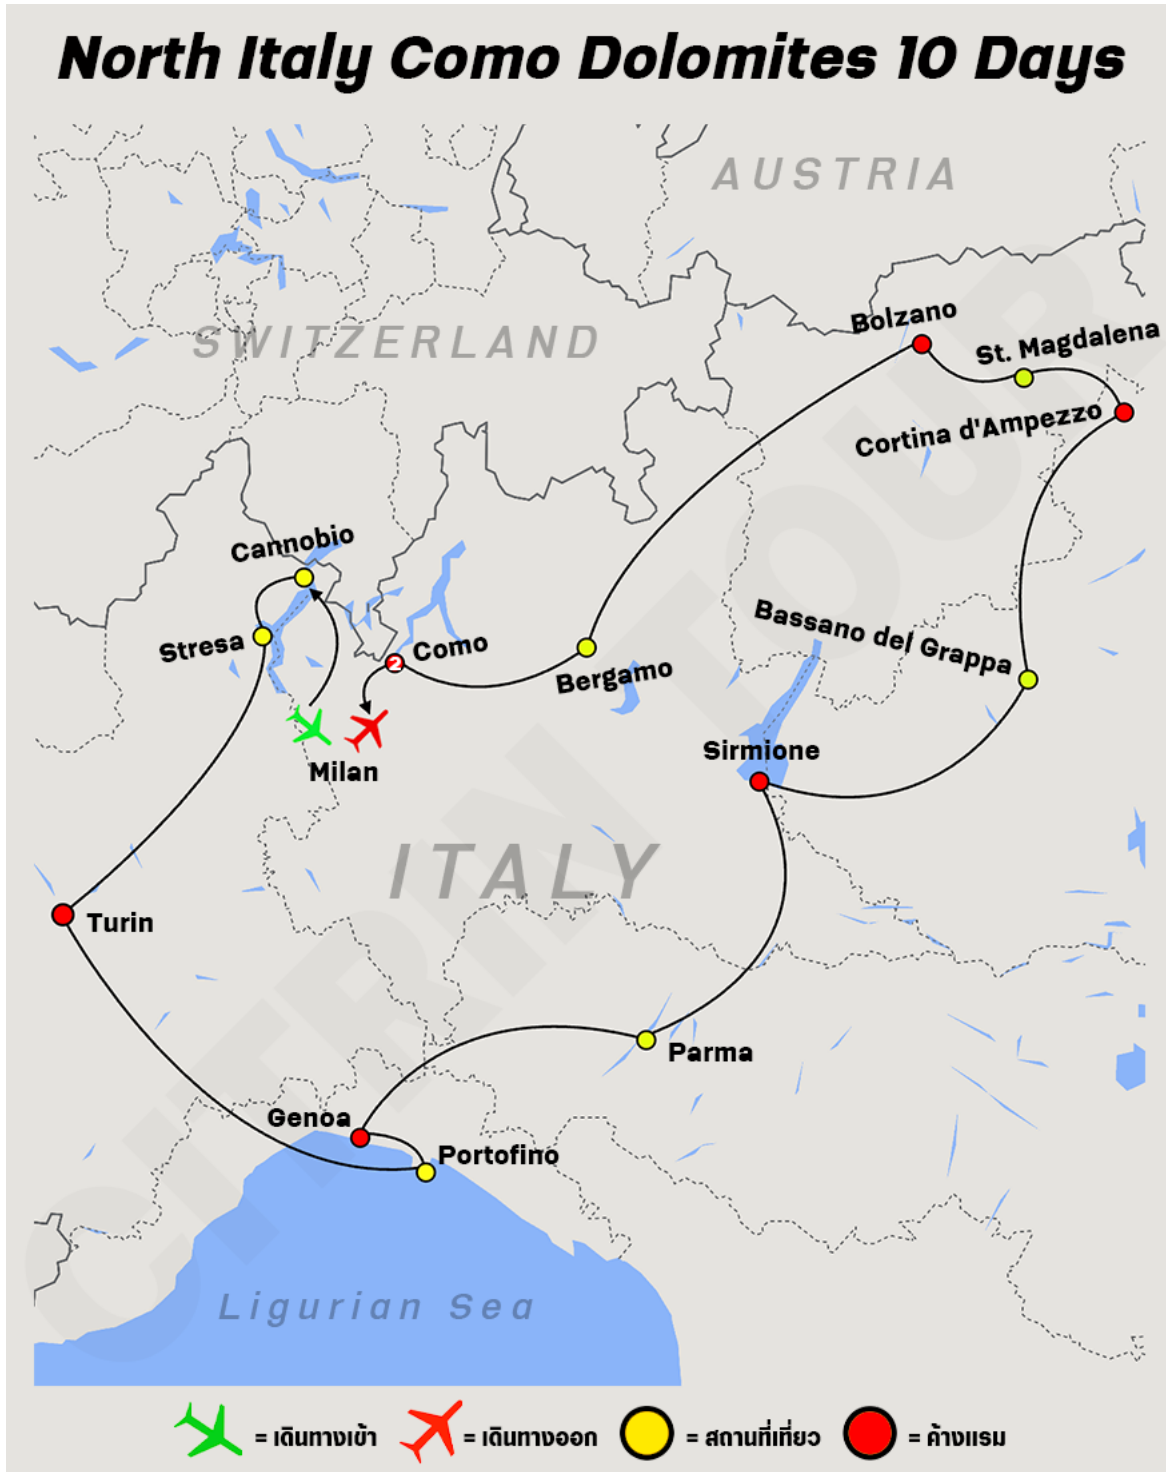 North Italy Como Dolomites 10 Days
AUSTRIA
SWITZERLAND
Bolzano
St. Magdalena
Cortina d'Ampezzo
Cannobio
Stresa
2
Como
Bergamo
Bassano del Grappa
Milan
Sirmione
ITALY
Turin
Parma
Genoa
Portofino
Ligurian Sea
CITRIN TOUR
= เดินทางเข้า
= เดินทางออก
= สถานที่เที่ยว
= ค้างแรม